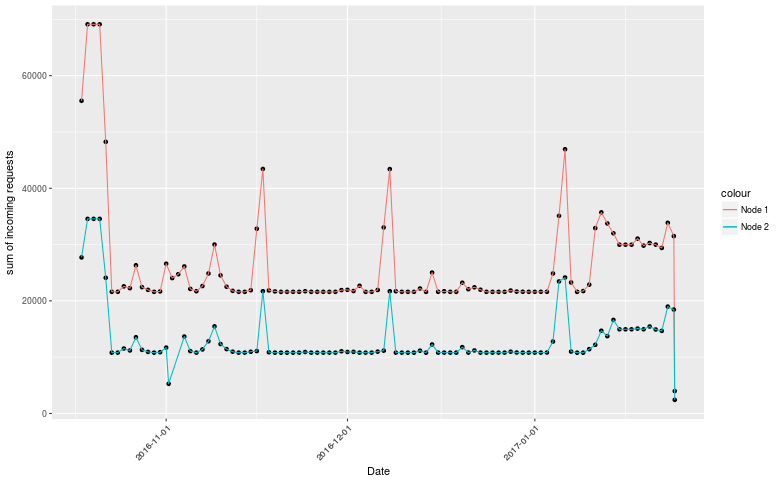 sum of incoming requests
60000
40000
20000
0
2016-11-01
2016-12-01
2017-01-01
Date
colour
Node 1
Node 2